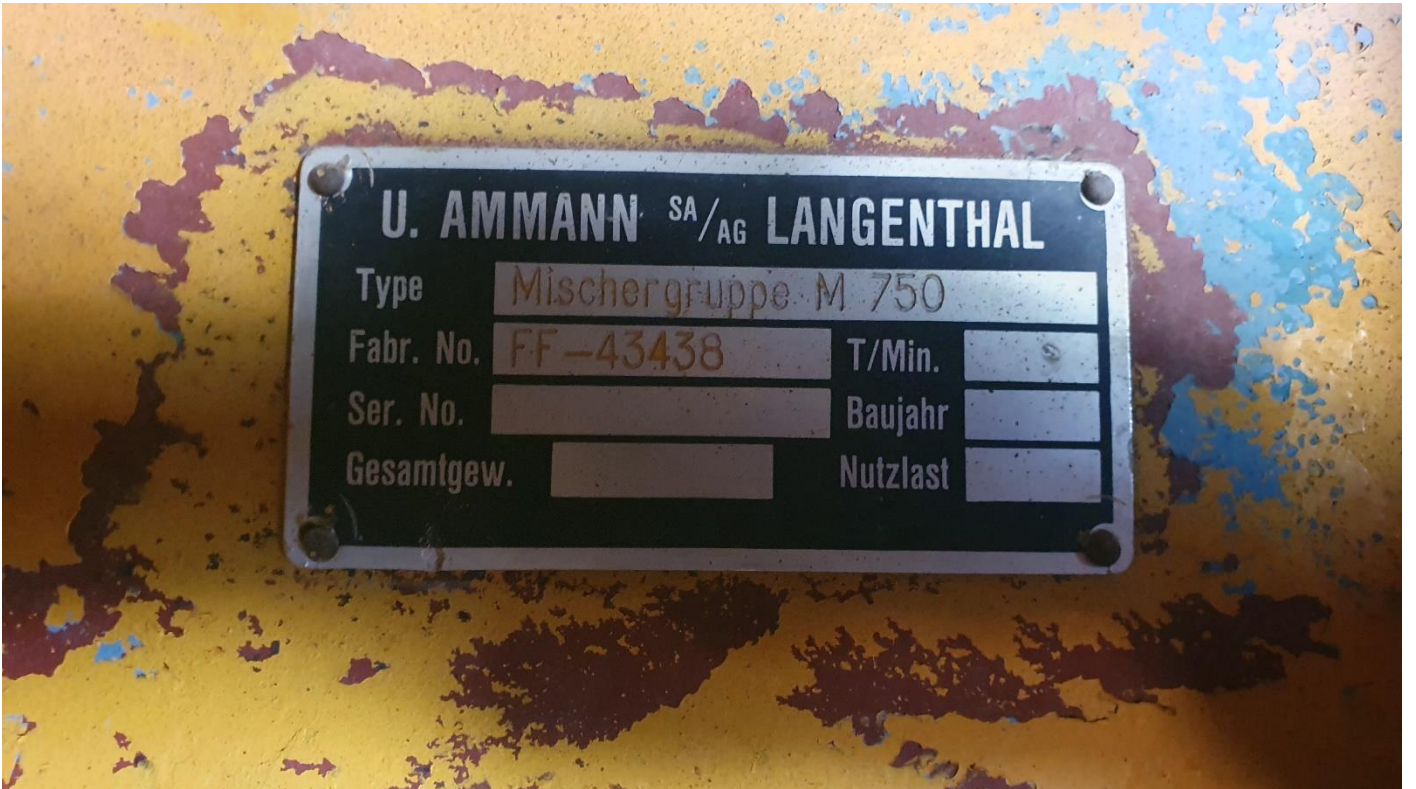 U. AMMANN SA/AG LANGENTHAL
Type Mischergruppe M 750
Fabr. No. FF-43438 T/Min.
Ser. No. Baujahr
Gesamtgew. Nutzlast